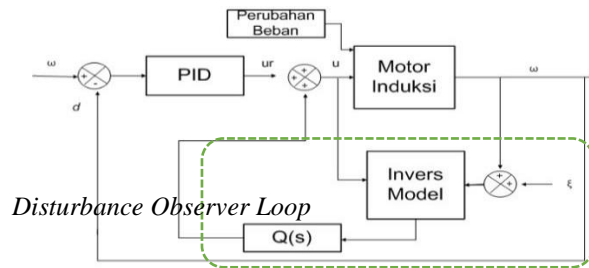 Perubahan
Beban
ω
PID
ur
u
Motor
Induksi
ω
d
Invers
Model
ξ
Disturbance Observer Loop
Q(s)